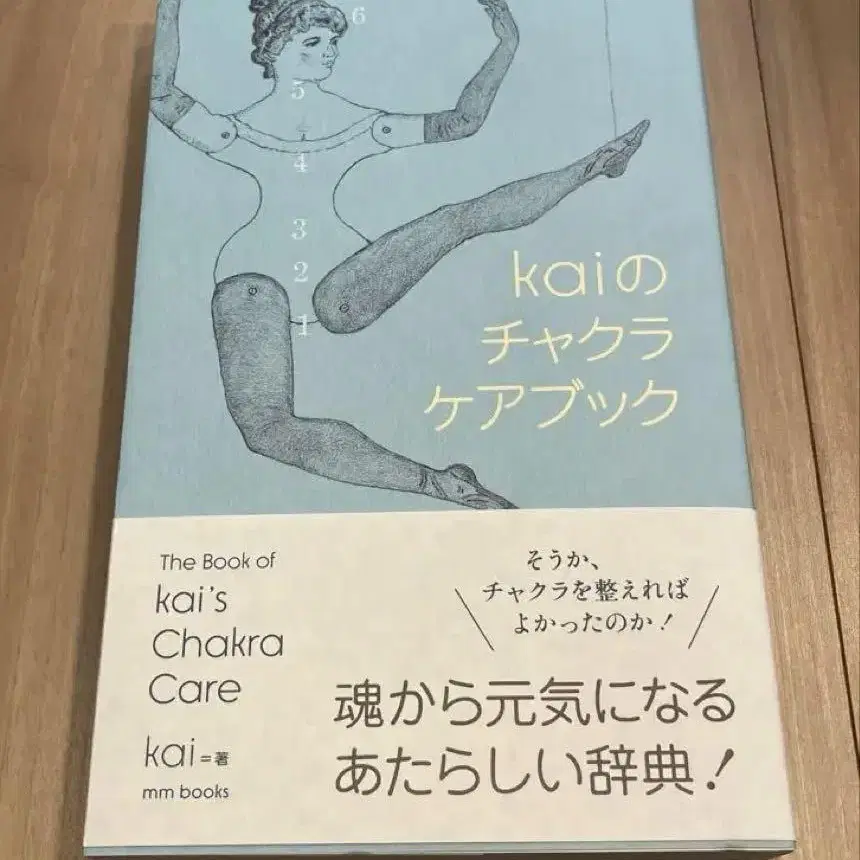 6
5
4
3
2
1
kaiの
チャクラ
ケアブック
The Book of
kai's
Chakra
Care
kai=著
mm books
そうか、
チャクラを整えれば
よかったのか!
魂から元気になる
あたらしい辞典!